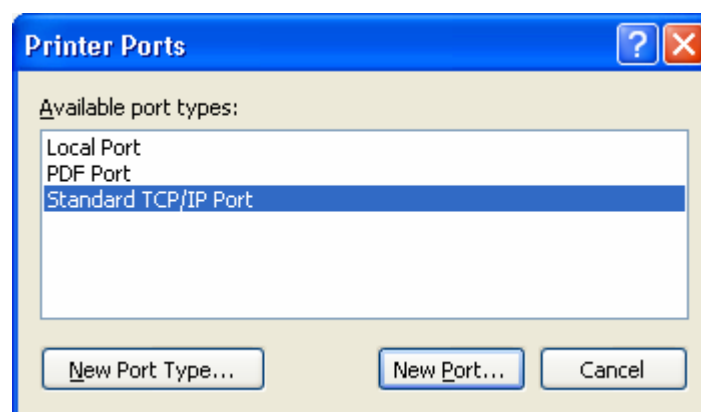 Printer Ports
Available port types:
Local Port
PDF Port
Standard TCP/IP Port
New Port Type... New Port... Cancel